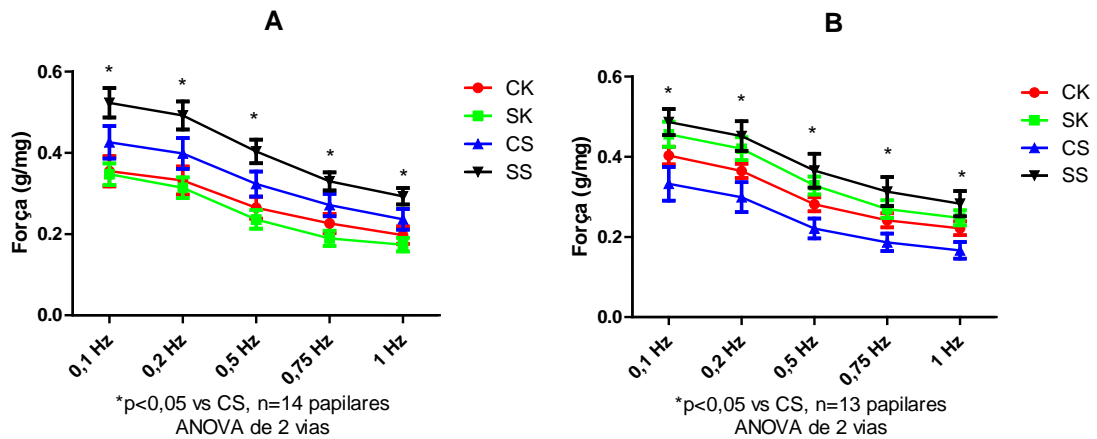 A
Força (g/mg)
0.6
0.4
0.2
0.0
* * * * *
CK
SK
CS
SS
0,1 Hz
0,2 Hz
0,5 Hz
0,75 Hz
1 Hz
*p<0,05 vs CS, n=14 papilares
ANOVA de 2 vias
B
Força (g/mg)
0.6
0.4
0.2
0.0
* * * * *
CK
SK
CS
SS
0,1 Hz
0,2 Hz
0,5 Hz
0,75 Hz
1 Hz
*p<0,05 vs CS, n=13 papilares
ANOVA de 2 vias